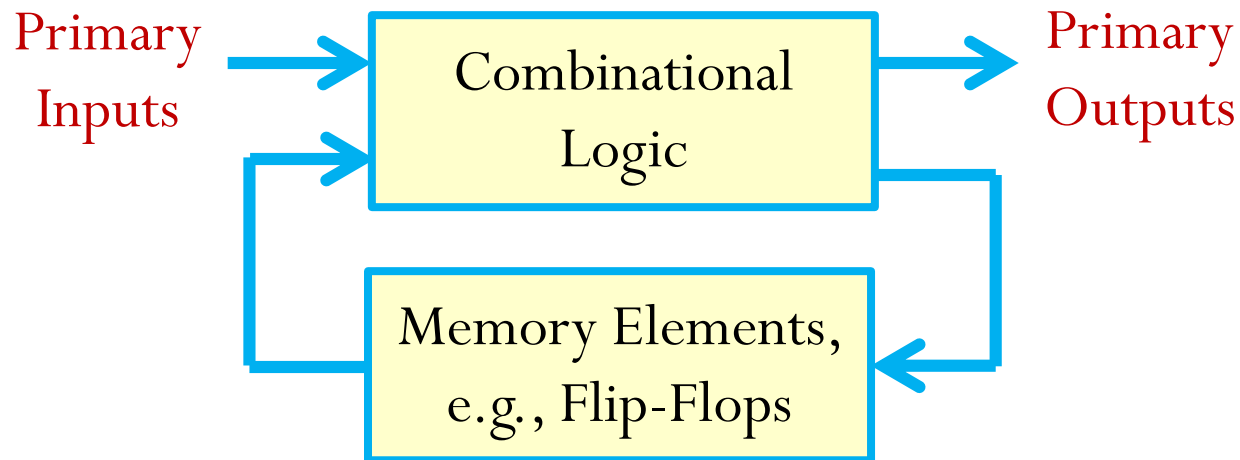 Primary
Inputs
Combinational
Logic
Primary
Outputs
Memory Elements,
e.g., Flip-Flops